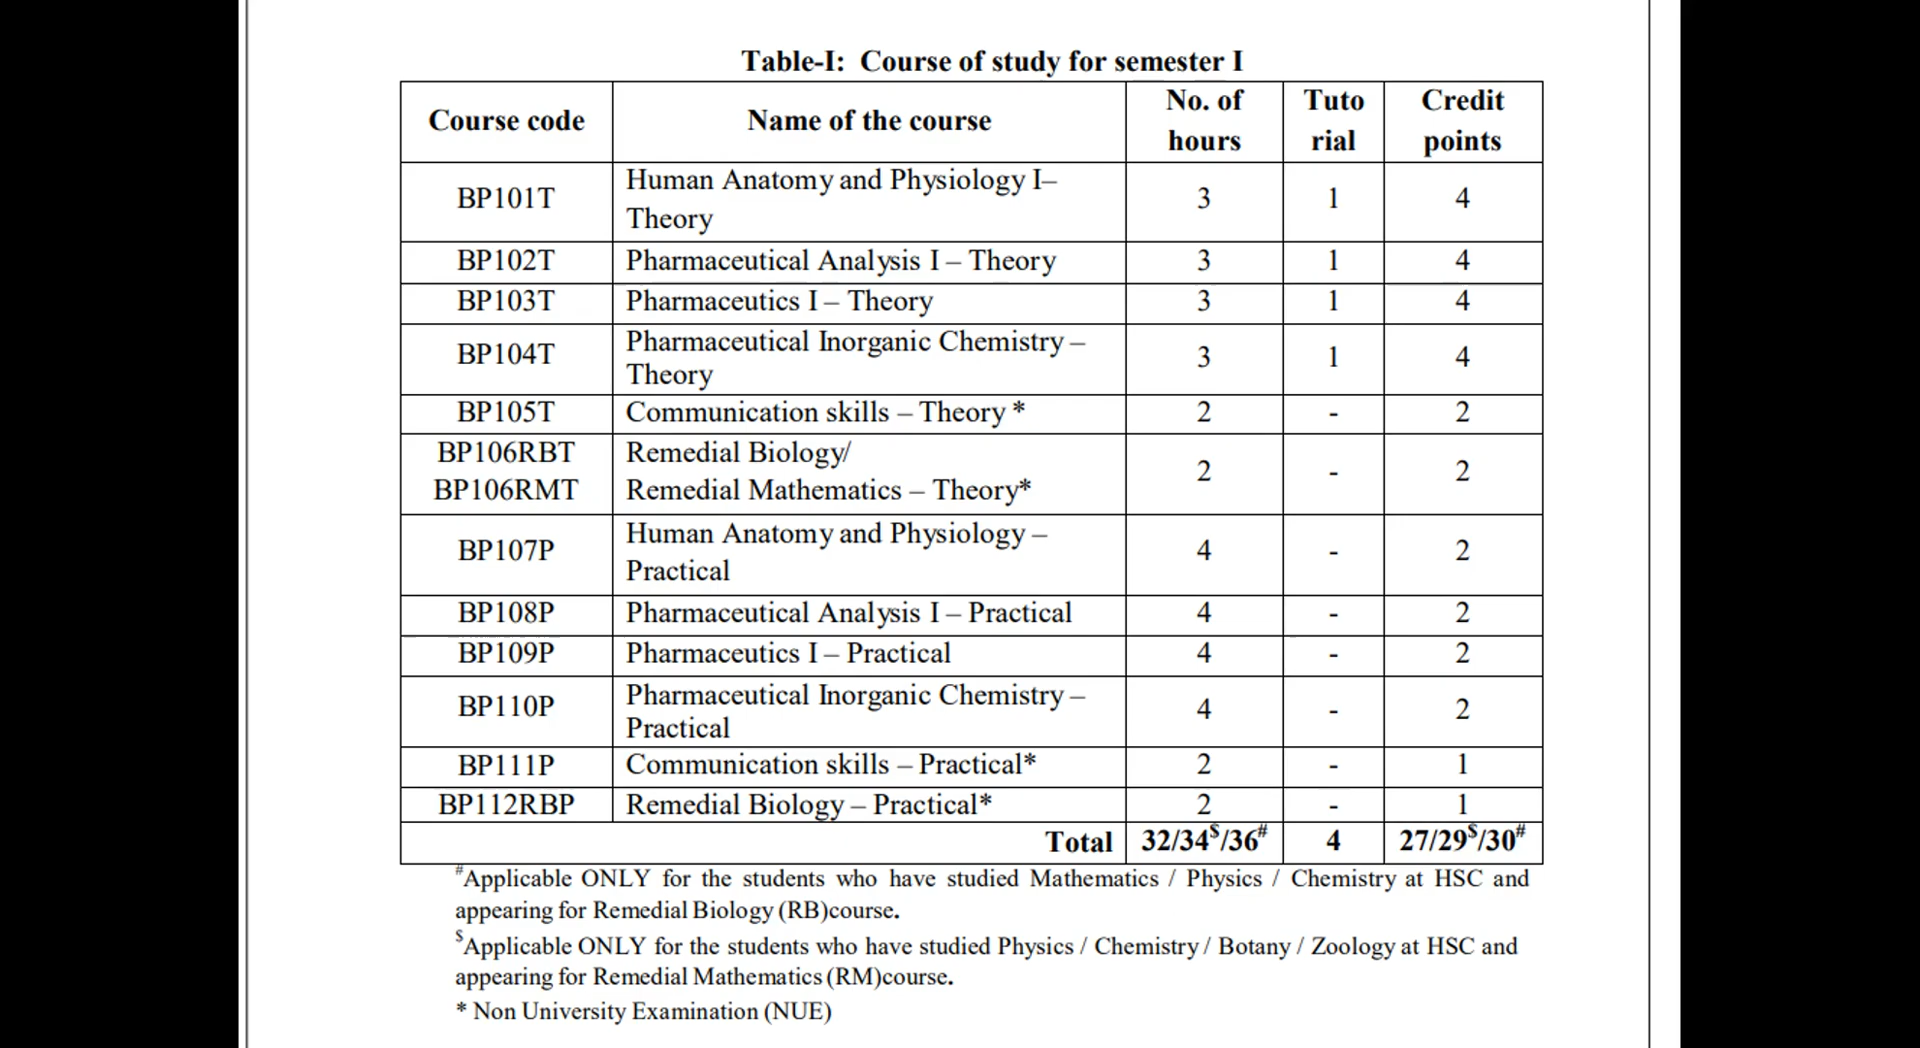 Table-I: Course of study for semester I
Course code Name of the course No. of hours Tuto rial Credit points
BP101T Human Anatomy and Physiology I– Theory 3 1 4
BP102T Pharmaceutical Analysis I – Theory 3 1 4
BP103T Pharmaceutics I – Theory 3 1 4
BP104T Pharmaceutical Inorganic Chemistry – Theory 3 1 4
BP105T Communication skills – Theory * 2 - 2
BP106RBT BP106RMT Remedial Biology/ Remedial Mathematics – Theory* 2 - 2
BP107P Human Anatomy and Physiology – Practical 4 - 2
BP108P Pharmaceutical Analysis I – Practical 4 - 2
BP109P Pharmaceutics I – Practical 4 - 2
BP110P Pharmaceutical Inorganic Chemistry – Practical 4 - 2
BP111P Communication skills – Practical* 2 - 1
BP112RBP Remedial Biology – Practical* 2 - 1
Total 32/34$/36# 4 27/29$/30#
#Applicable ONLY for the students who have studied Mathematics / Physics / Chemistry at HSC and
appearing for Remedial Biology (RB)course.
$Applicable ONLY for the students who have studied Physics / Chemistry / Botany / Zoology at HSC and
appearing for Remedial Mathematics (RM)course.
* Non University Examination (NUE)